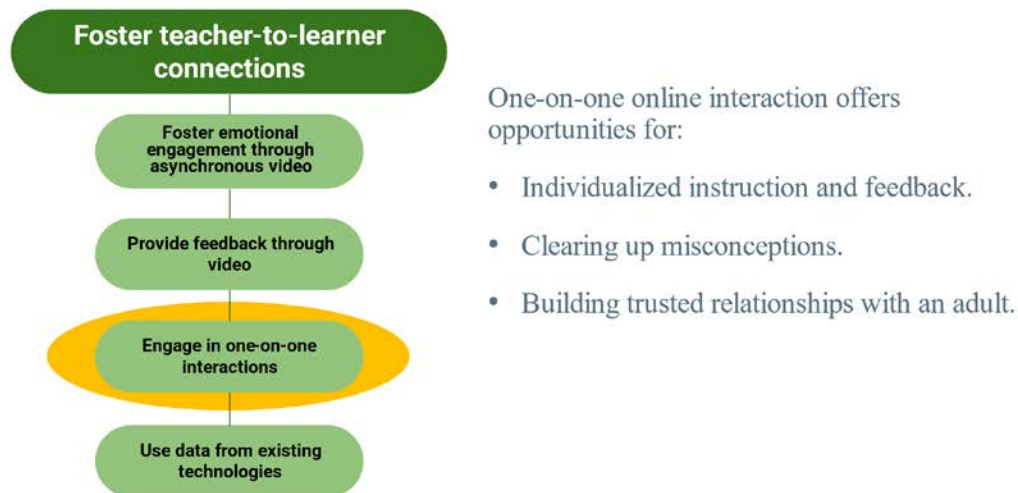 Foster teacher-to-learner
connections
Foster emotional
engagement through
asynchronous video
Provide feedback through
video
Engage in one-on-one
interactions
Use data from existing
technologies
One-on-one online interaction offers
opportunities for:
• Individualized instruction and feedback.
• Clearing up misconceptions.
• Building trusted relationships with an adult.